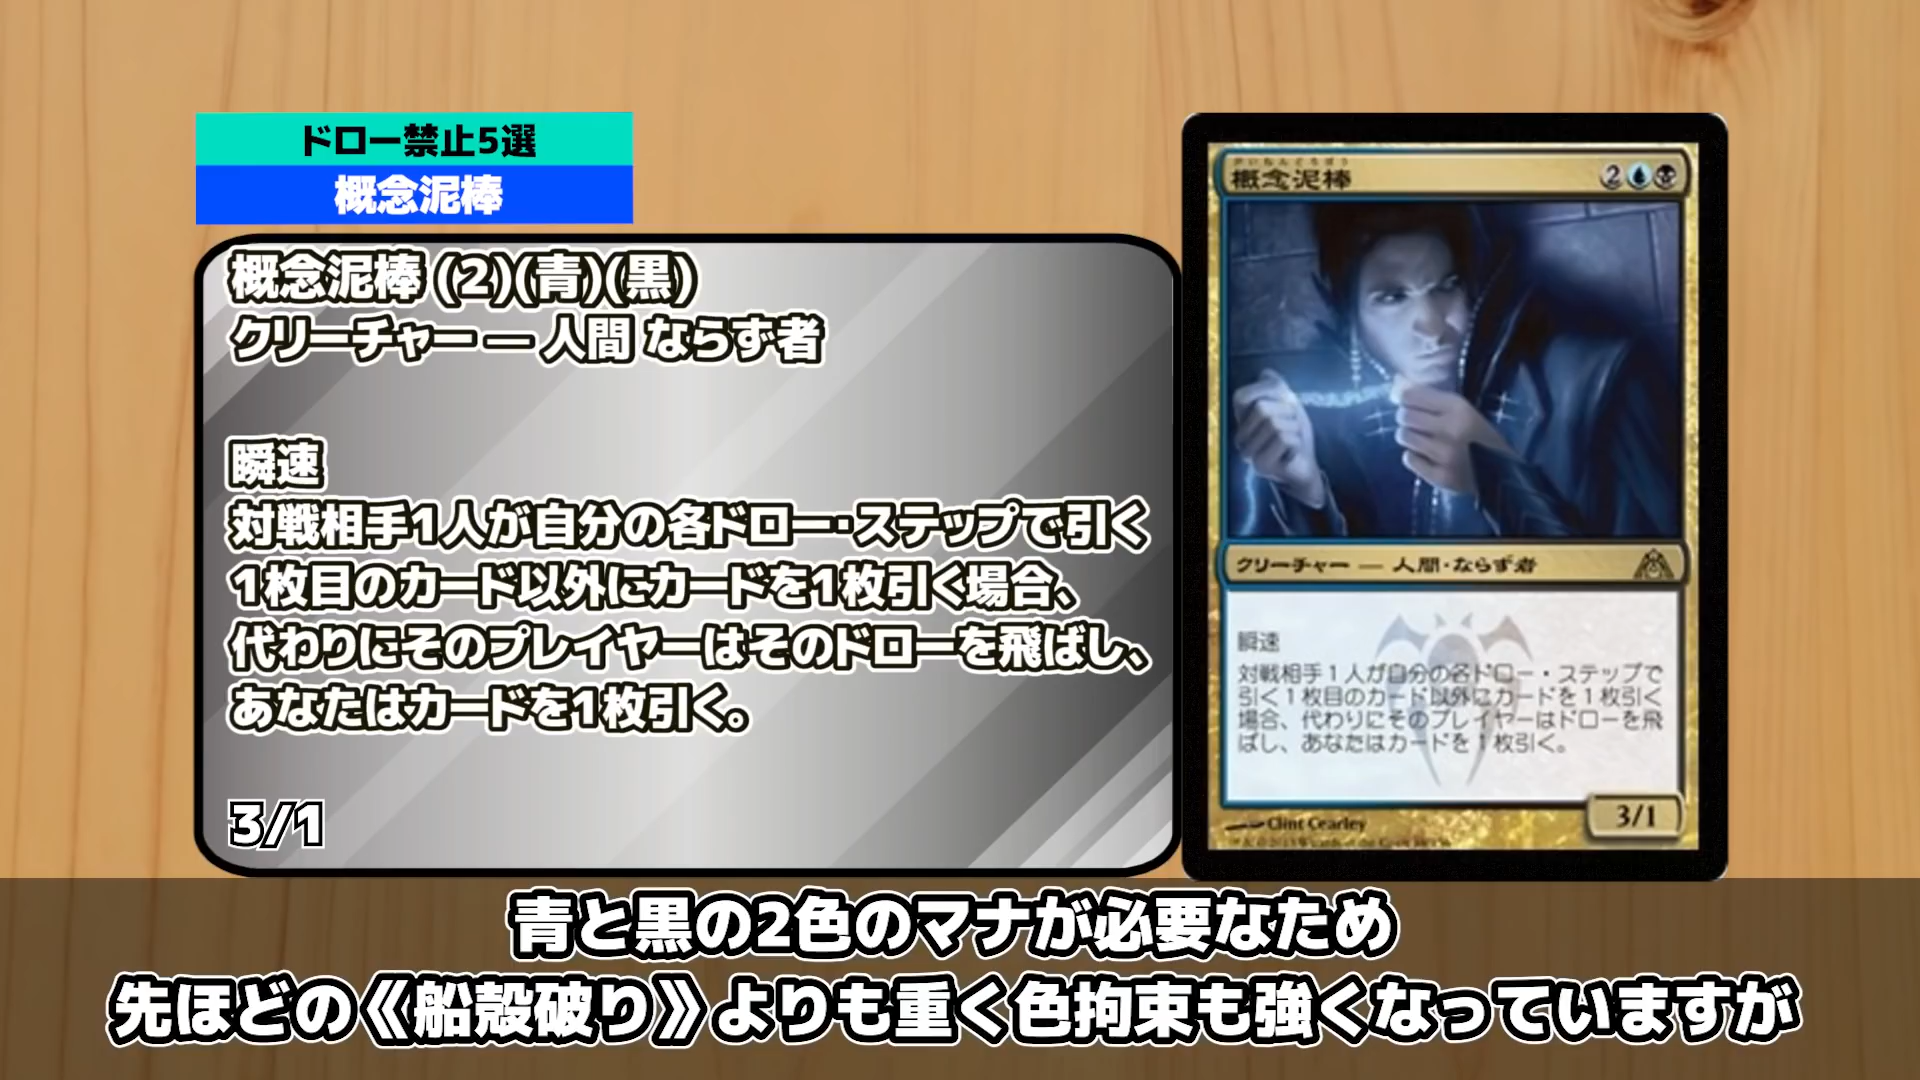 ドロー禁止5選
概念泥棒
概念泥棒 (2)(青)(黒)
クリーチャー — 人間 ならず者
瞬速
対戦相手1人が自分の各ドロー・ステップで引く
1枚目のカード以外にカードを1枚引く場合、
代わりにそのプレイヤーはそのドローを飛ばし、
あなたはカードを1枚引く。
3/1
がいねんどろぼう
概念泥棒 2
クリーチャー — 人間・ならず者
瞬速
対戦相手1人が自分の各ドロー・ステップで
引く1枚目のカード以外にカードを1枚引く
場合、代わりにそのプレイヤーはドローを飛
ばし、あなたはカードを1枚引く。
3/1
Clint Cearley
青と黒の2色のマナが必要なため
先ほどの《船殻破り》よりも重く色拘束も強くなっていますが